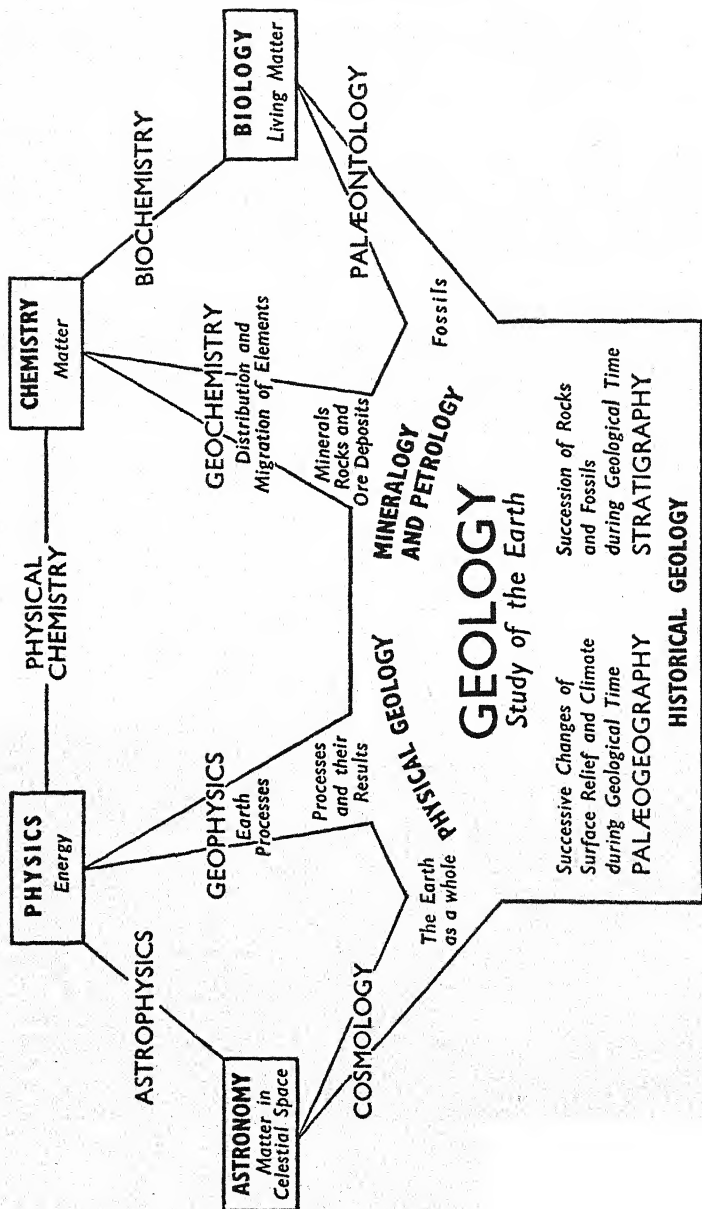 PHYSICS
Energy
PHYSICAL
CHEMISTRY
CHEMISTRY
Matter
ASTROPHYSICS
BIOCHEMISTRY
ASTRONOMY
Matter in
Celestial Space
GEOPHYSICS
Earth
Processes
GEOCHEMISTRY
Distribution and
Migration of Elements
BIOLOGY
Living Matter
COSMOLOGY
Processes
and their
Results
Minerals
Rocks and
Ore Deposits
PALÆONTOLOGY
The Earth
as a whole
PHYSICAL GEOLOGY
MINERALOGY
AND PETROLOGY
Fossils
GEOLOGY
Study of the Earth
Successive Changes of
Surface Relief and Climate
during Geological Time
PALÆOGEOGRAPHY
Succession of Rocks
and Fossils
during Geological Time
STRATIGRAPHY
HISTORICAL GEOLOGY